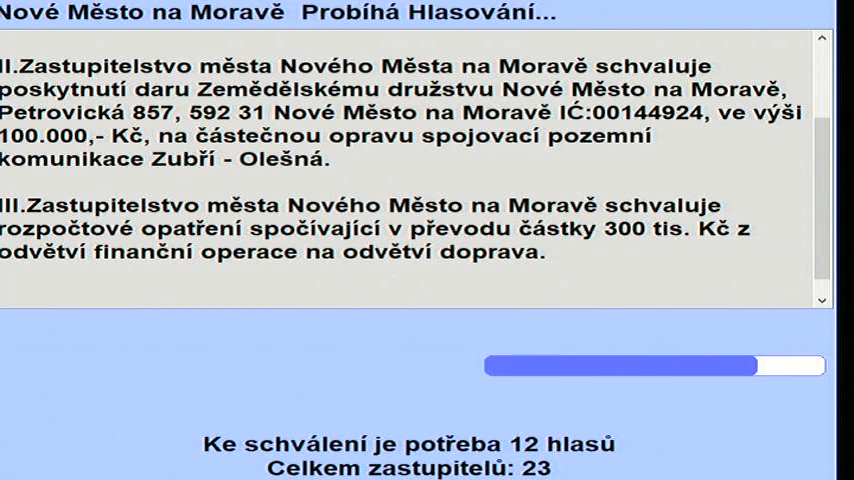 Nové Město na Moravě Probíhá Hlasování...
II.Zastupitelstvo města Nového Města na Moravě schvaluje
poskytnutí daru Zemědělskému družstvu Nové Město na Moravě,
Petrovická 857, 592 31 Nové Město na Moravě IČ:00144924, ve výši
100.000,- Kč, na částečnou opravu spojovací pozemní
komunikace Zubří - Olešná.
III.Zastupitelstvo města Nového Město na Moravě schvaluje
rozpočtové opatření spočívající v převodu částky 300 tis. Kč z
odvětví finanční operace na odvětví doprava.
Ke schválení je potřeba 12 hlasů
Celkem zastupitelů: 23